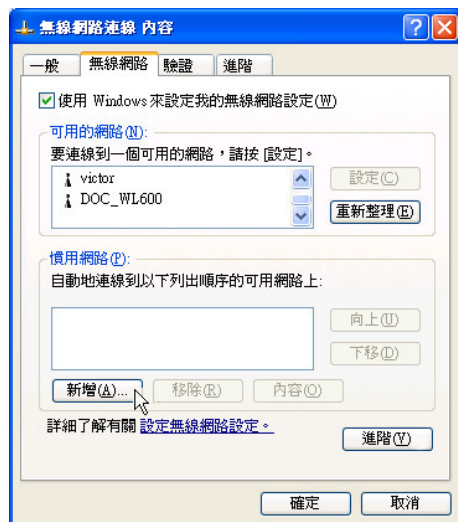 無線網路連線 內容
一般 無線網路 驗證 進階
使用 Windows 來設定我的無線網路設定(W)
可用的網路(N):
要連線到一個可用的網路，請按 [設定]。
victor
DOC_WL600
設定(C)
重新整理(E)
慣用網路(P):
自動地連線到以下列出順序的可用網路上:
向上(U)
下移(D)
新增(A)... 移除(R) 內容(O)
詳細了解有關 設定無線網路設定。
進階(V)
確定 取消